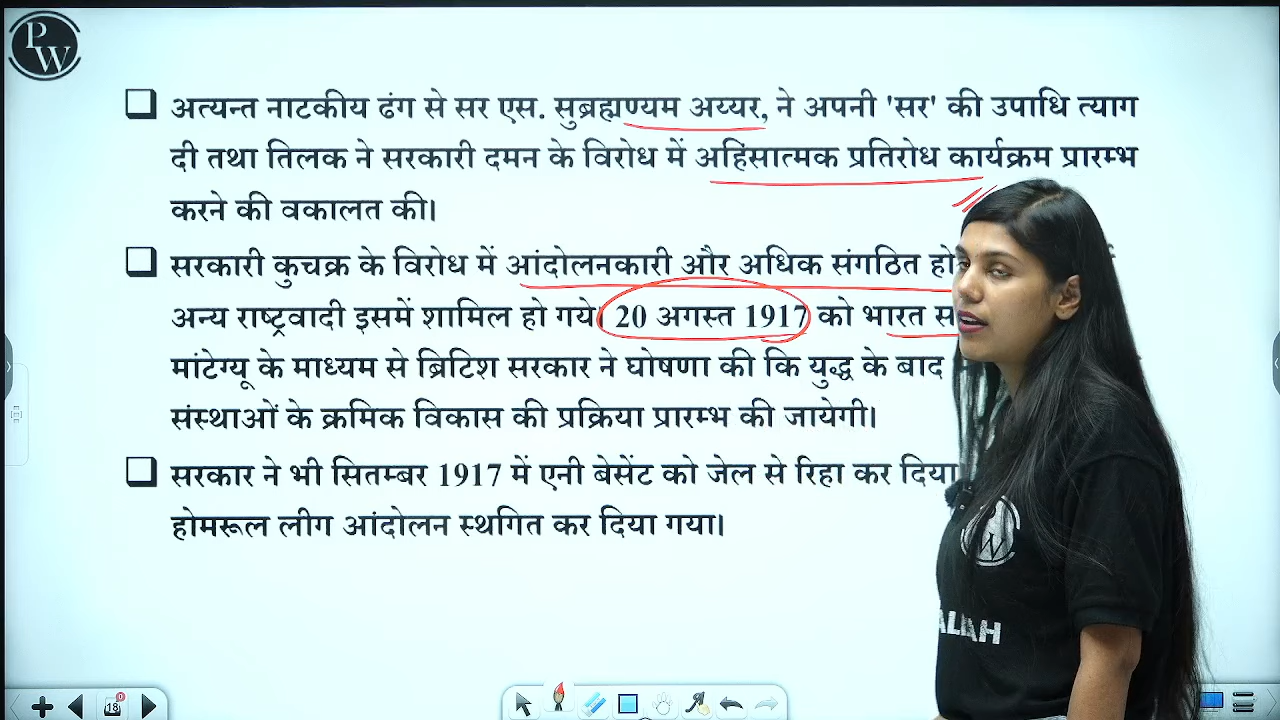 PW
अत्यन्त नाटकीय ढंग से सर एस. सुब्रह्मण्यम अय्यर, ने अपनी 'सर' की उपाधि त्याग
दी तथा तिलक ने सरकारी दमन के विरोध में अहिंसात्मक प्रतिरोध कार्यक्रम प्रारम्भ
करने की वकालत की।
सरकारी कुचक्र के विरोध में आंदोलनकारी और अधिक संगठित हो
अन्य राष्ट्रवादी इसमें शामिल हो गये 20 अगस्त 1917 को भारत स
मांटेग्यू के माध्यम से ब्रिटिश सरकार ने घोषणा की कि युद्ध के बाद
संस्थाओं के क्रमिक विकास की प्रक्रिया प्रारम्भ की जायेगी।
सरकार ने भी सितम्बर 1917 में एनी बेसेंट को जेल से रिहा कर दिया
होमरूल लीग आंदोलन स्थगित कर दिया गया।
W
18